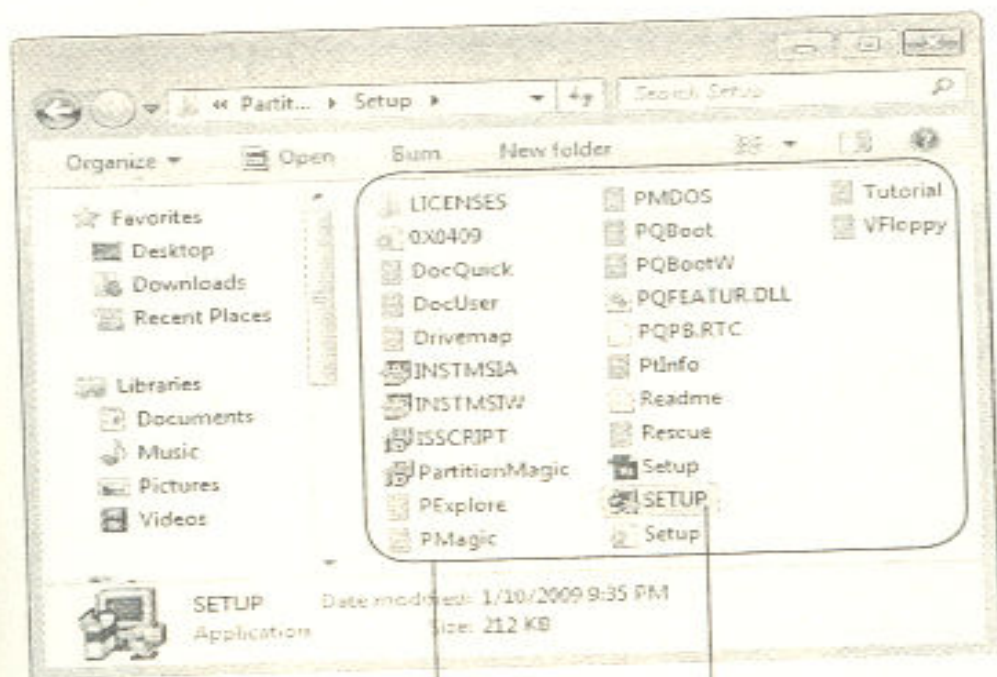 Partit... Setup
Search Setup
Organize Open Burn New folder
Favorites
Desktop
Downloads
Recent Places
Libraries
Documents
Music
Pictures
Videos
LICENSES
0X0409
DocQuick
DocUser
Drivemap
INSTMSIA
INSTMSIW
ISSCRIPT
PartitionMagic
PExplore
PMagic
PMDOS
PQBoot
PQBootW
PQFEATUR.DLL
PQPB.RTC
PtInfo
Readme
Rescue
Setup
SETUP
Setup
Tutorial
VFloppy
SETUP Date modified: 1/10/2009 9:35 PM
Application Size: 212 KB